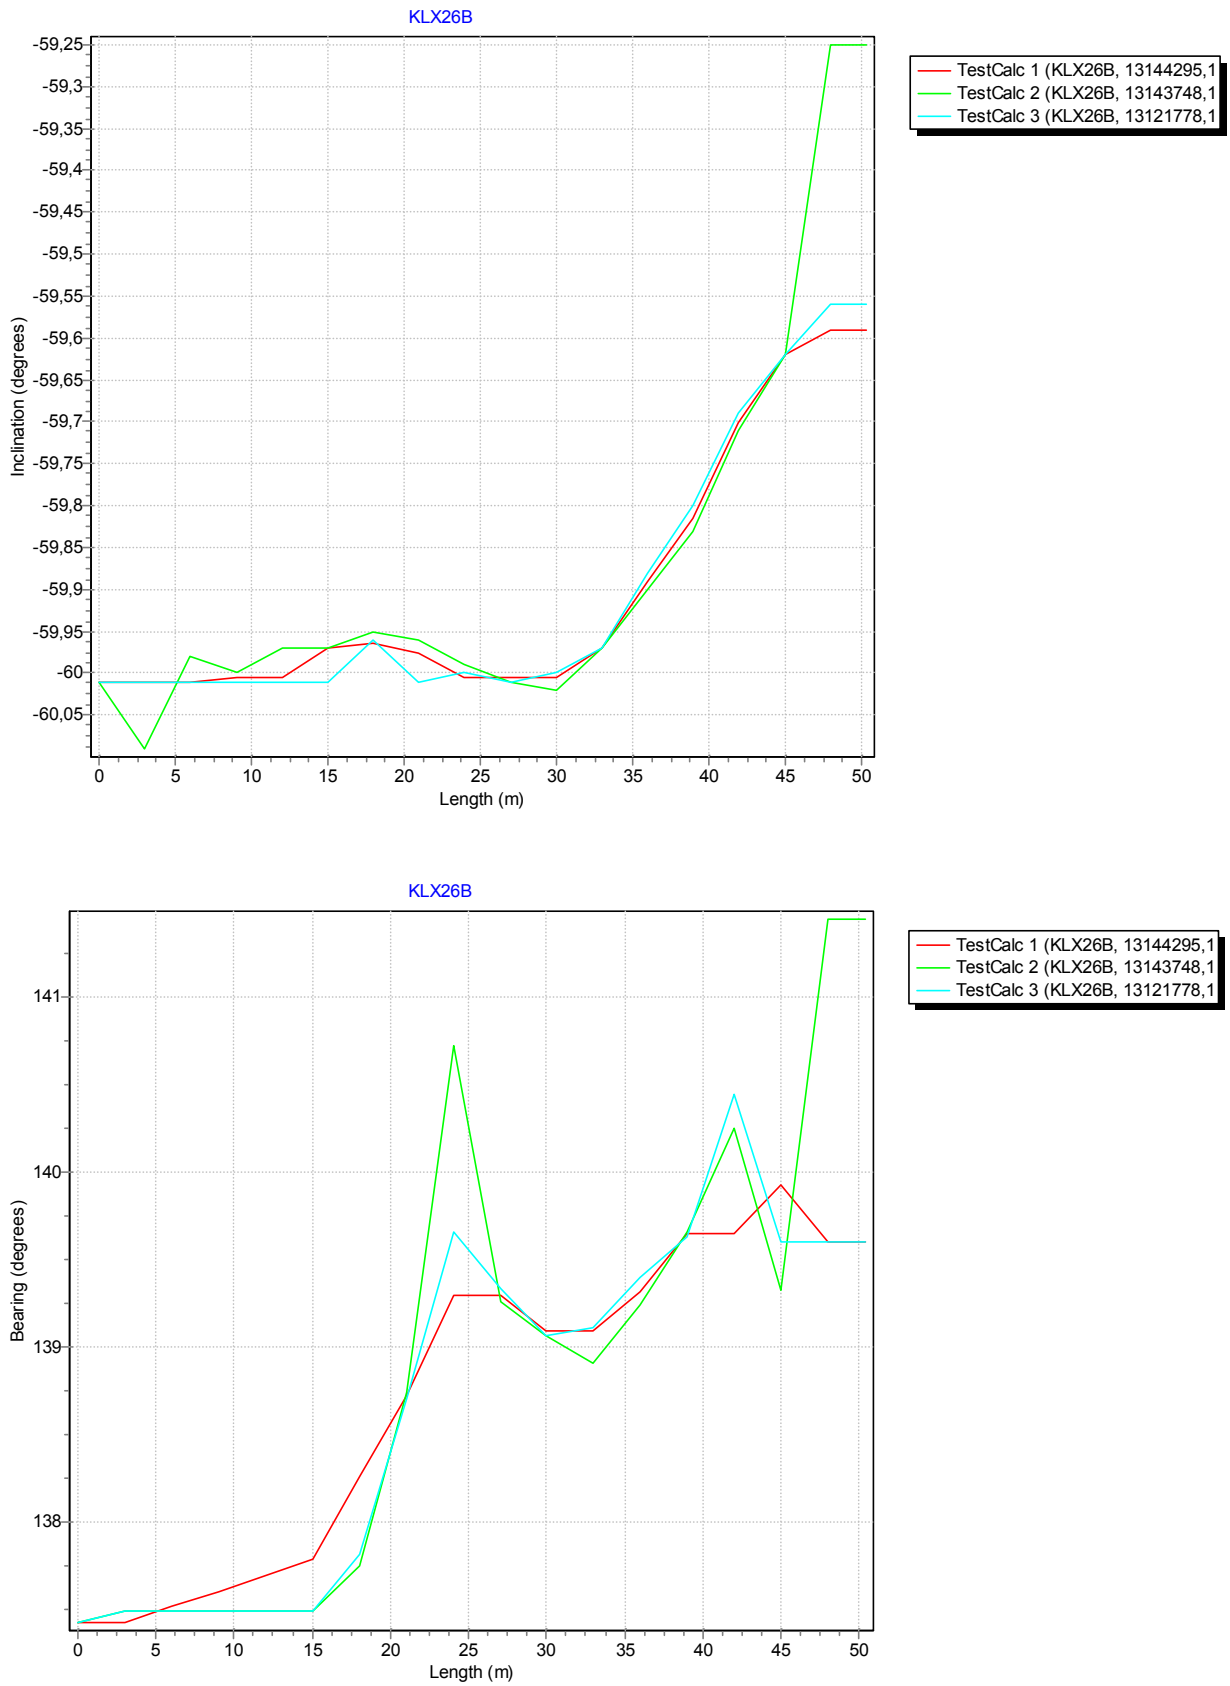 KLX26B
-59,25
-59,3
-59,35
-59,4
-59,45
-59,5
-59,55
-59,6
-59,65
-59,7
-59,75
-59,8
-59,85
-59,9
-59,95
-60
-60,05
Inclination (degrees)
0 5 10 15 20 25 30 35 40 45 50
Length (m)
TestCalc 1 (KLX26B, 13144295,1
TestCalc 2 (KLX26B, 13143748,1
TestCalc 3 (KLX26B, 13121778,1
KLX26B
141
140
139
138
Bearing (degrees)
0 5 10 15 20 25 30 35 40 45 50
Length (m)
TestCalc 1 (KLX26B, 13144295,1
TestCalc 2 (KLX26B, 13143748,1
TestCalc 3 (KLX26B, 13121778,1